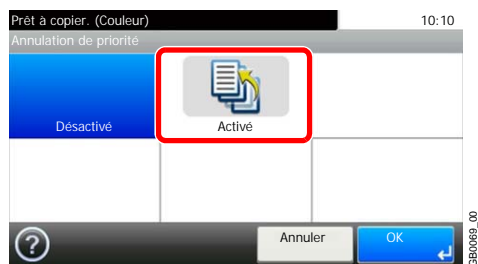 Prêt à copier. (Couleur) 10:10
Annulation de priorité
Désactivé Activé
? Annuler OK
GB0069_00